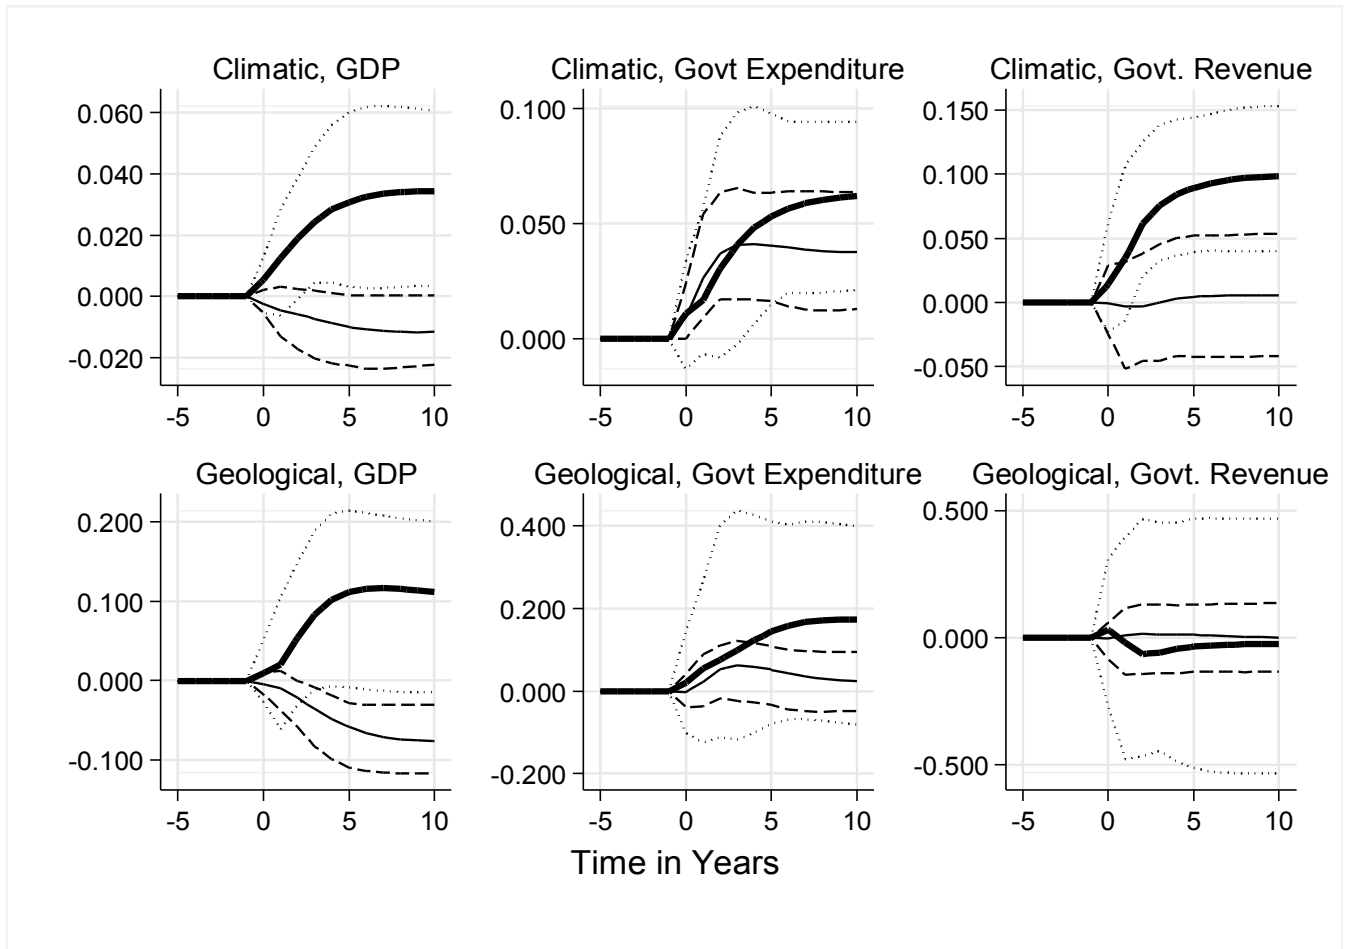 Climatic, GDP
0.060
0.040
0.020
0.000
-0.020
-5 0 5 10
Climatic, Govt Expenditure
0.100
0.050
0.000
-5 0 5 10
Climatic, Govt. Revenue
0.150
0.100
0.050
0.000
-0.050
-5 0 5 10
Geological, GDP
0.200
0.100
0.000
-0.100
-5 0 5 10
Geological, Govt Expenditure
0.400
0.200
0.000
-0.200
-5 0 5 10
Geological, Govt. Revenue
0.500
0.000
-0.500
-5 0 5 10
Time in Years